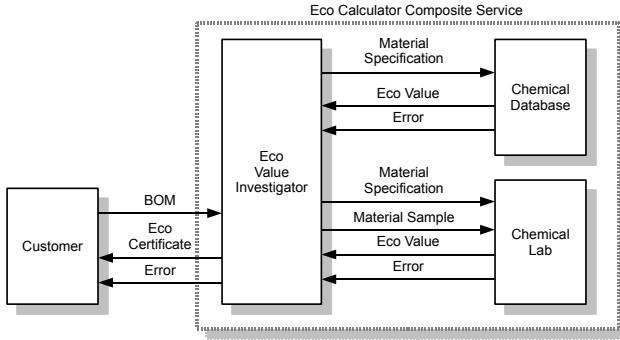 Eco Calculator Composite Service
Material
Specification
Eco Value
Error
Chemical
Database
Eco
Value
Investigator
Material
Specification
Material Sample
Eco Value
Error
Chemical
Lab
BOM
Eco
Certificate
Error
Customer